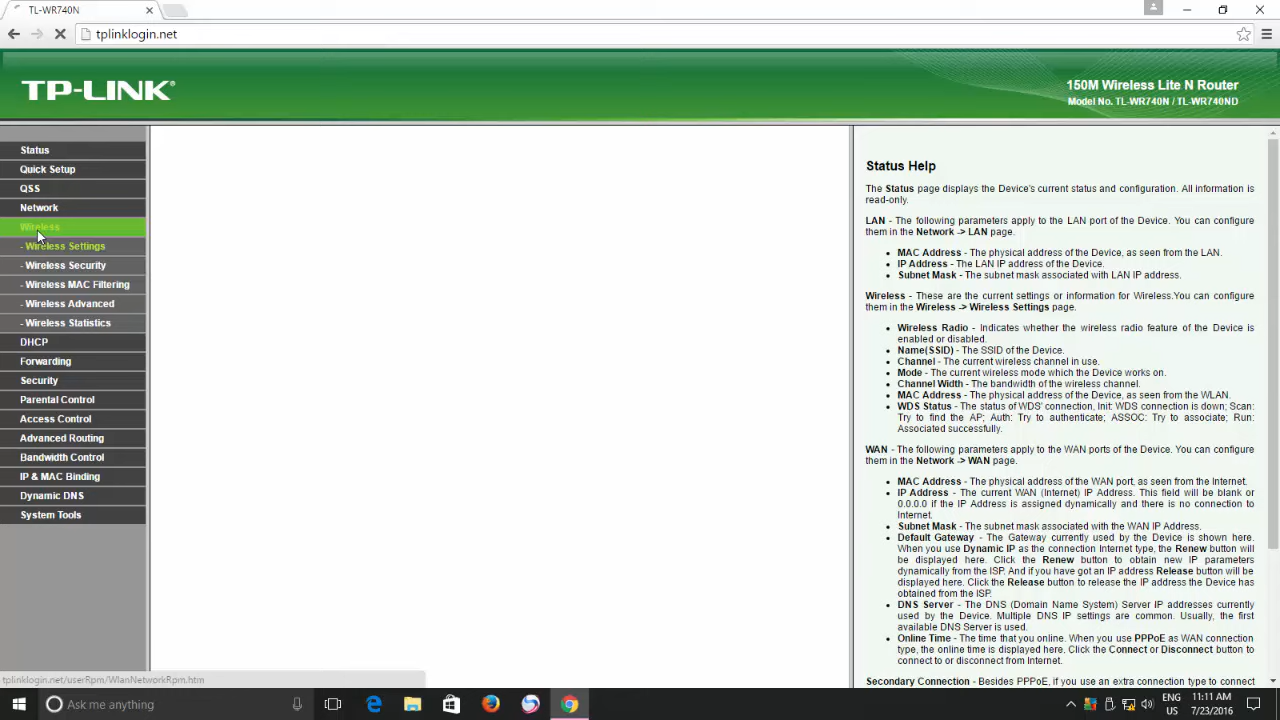 TL-WR740N
tplinklogin.net
TP-LINK®
150M Wireless Lite N Router
Model No. TL-WR740N / TL-WR740ND
Status
Quick Setup
QSS
Network
Wireless
- Wireless Settings
- Wireless Security
- Wireless MAC Filtering
- Wireless Advanced
- Wireless Statistics
DHCP
Forwarding
Security
Parental Control
Access Control
Advanced Routing
Bandwidth Control
IP & MAC Binding
Dynamic DNS
System Tools
Status Help
The Status page displays the Device's current status and configuration. All information is
read-only.
LAN - The following parameters apply to the LAN port of the Device. You can configure
them in the Network -> LAN page.
MAC Address - The physical address of the Device, as seen from the LAN.
IP Address - The LAN IP address of the Device.
Subnet Mask - The subnet mask associated with LAN IP address.
Wireless - These are the current settings or information for Wireless.You can configure
them in the Wireless -> Wireless Settings page.
Wireless Radio - Indicates whether the wireless radio feature of the Device is
enabled or disabled.
Name(SSID) - The SSID of the Device.
Channel - The current wireless channel in use.
Mode - The current wireless mode which the Device works on.
Channel Width - The bandwidth of the wireless channel.
MAC Address - The physical address of the Device, as seen from the WLAN.
WDS Status - The status of WDS' connection, Init: WDS connection is down; Scan:
Try to find the AP; Auth: Try to authenticate; ASSOC: Try to associate; Run:
Associated successfully.
WAN - The following parameters apply to the WAN ports of the Device. You can configure
them in the Network -> WAN page.
MAC Address - The physical address of the WAN port, as seen from the Internet.
IP Address - The current WAN (Internet) IP Address. This field will be blank or
0.0.0.0 if the IP Address is assigned dynamically and there is no connection to
Internet.
Subnet Mask - The subnet mask associated with the WAN IP Address.
Default Gateway - The Gateway currently used by the Device is shown here.
When you use Dynamic IP as the connection Internet type, the Renew button will
be displayed here. Click the Renew button to obtain new IP parameters
dynamically from the ISP. And if you have got an IP address Release button will be
displayed here. Click the Release button to release the IP address the Device has
obtained from the ISP.
DNS Server - The DNS (Domain Name System) Server IP addresses currently
used by the Device. Multiple DNS IP settings are common. Usually, the first
available DNS Server is used.
Online Time - The time that you online. When you use PPPoE as WAN connection
type, the online time is displayed here. Click the Connect or Disconnect button to
connect to or disconnect from Internet.
Secondary Connection - Besides PPPoE, if you use an extra connection type to connect
tplinklogin.net/userRpm/WlanNetworkRpm.htm
Ask me anything
ENG
US
11:11 AM
7/23/2016